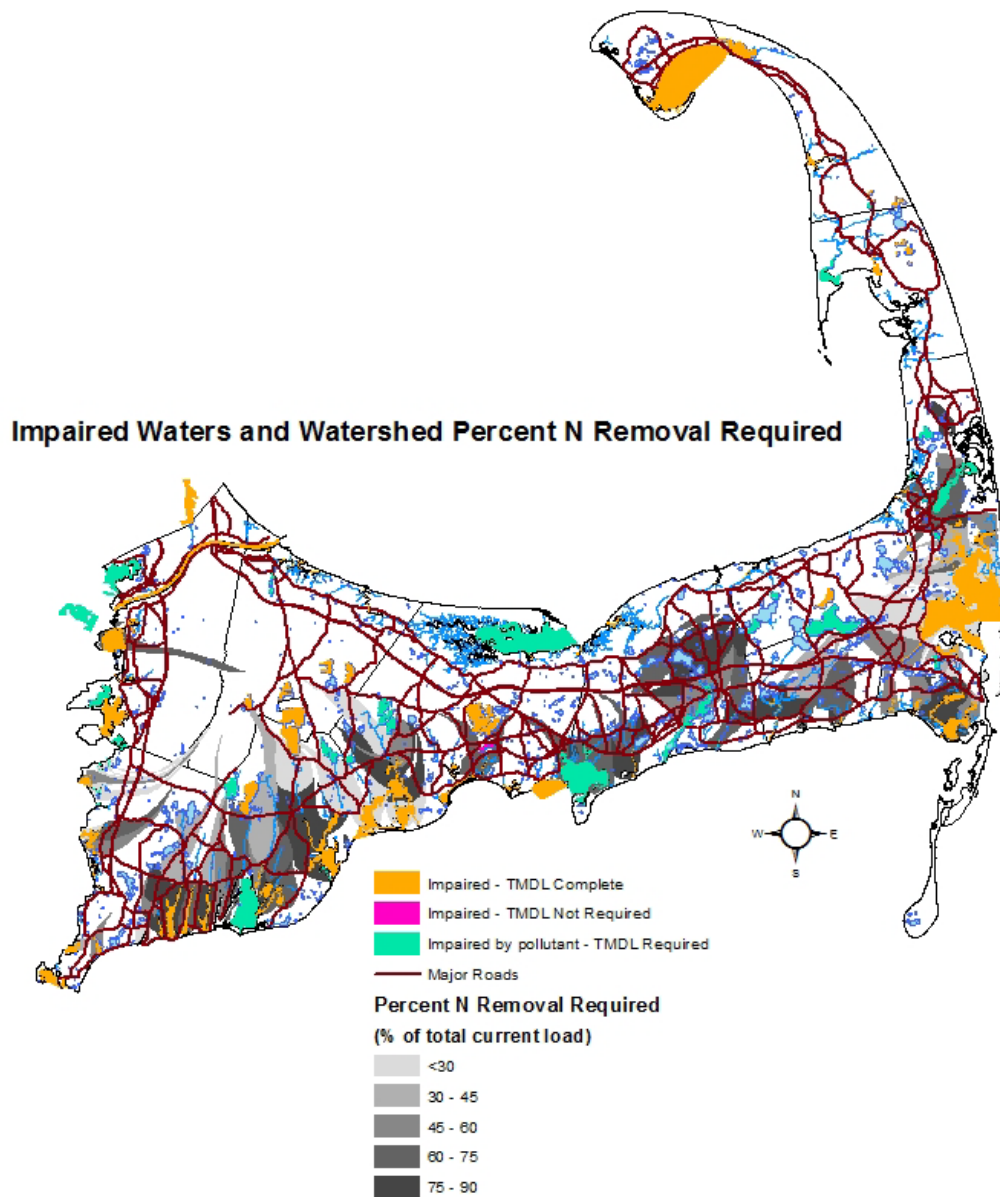 Impaired Waters and Watershed Percent N Removal Required
N
W E
S
Impaired - TMDL Complete
Impaired - TMDL Not Required
Impaired by pollutant - TMDL Required
Major Roads
Percent N Removal Required
(% of total current load)
<30
30 - 45
45 - 60
60 - 75
75 - 90